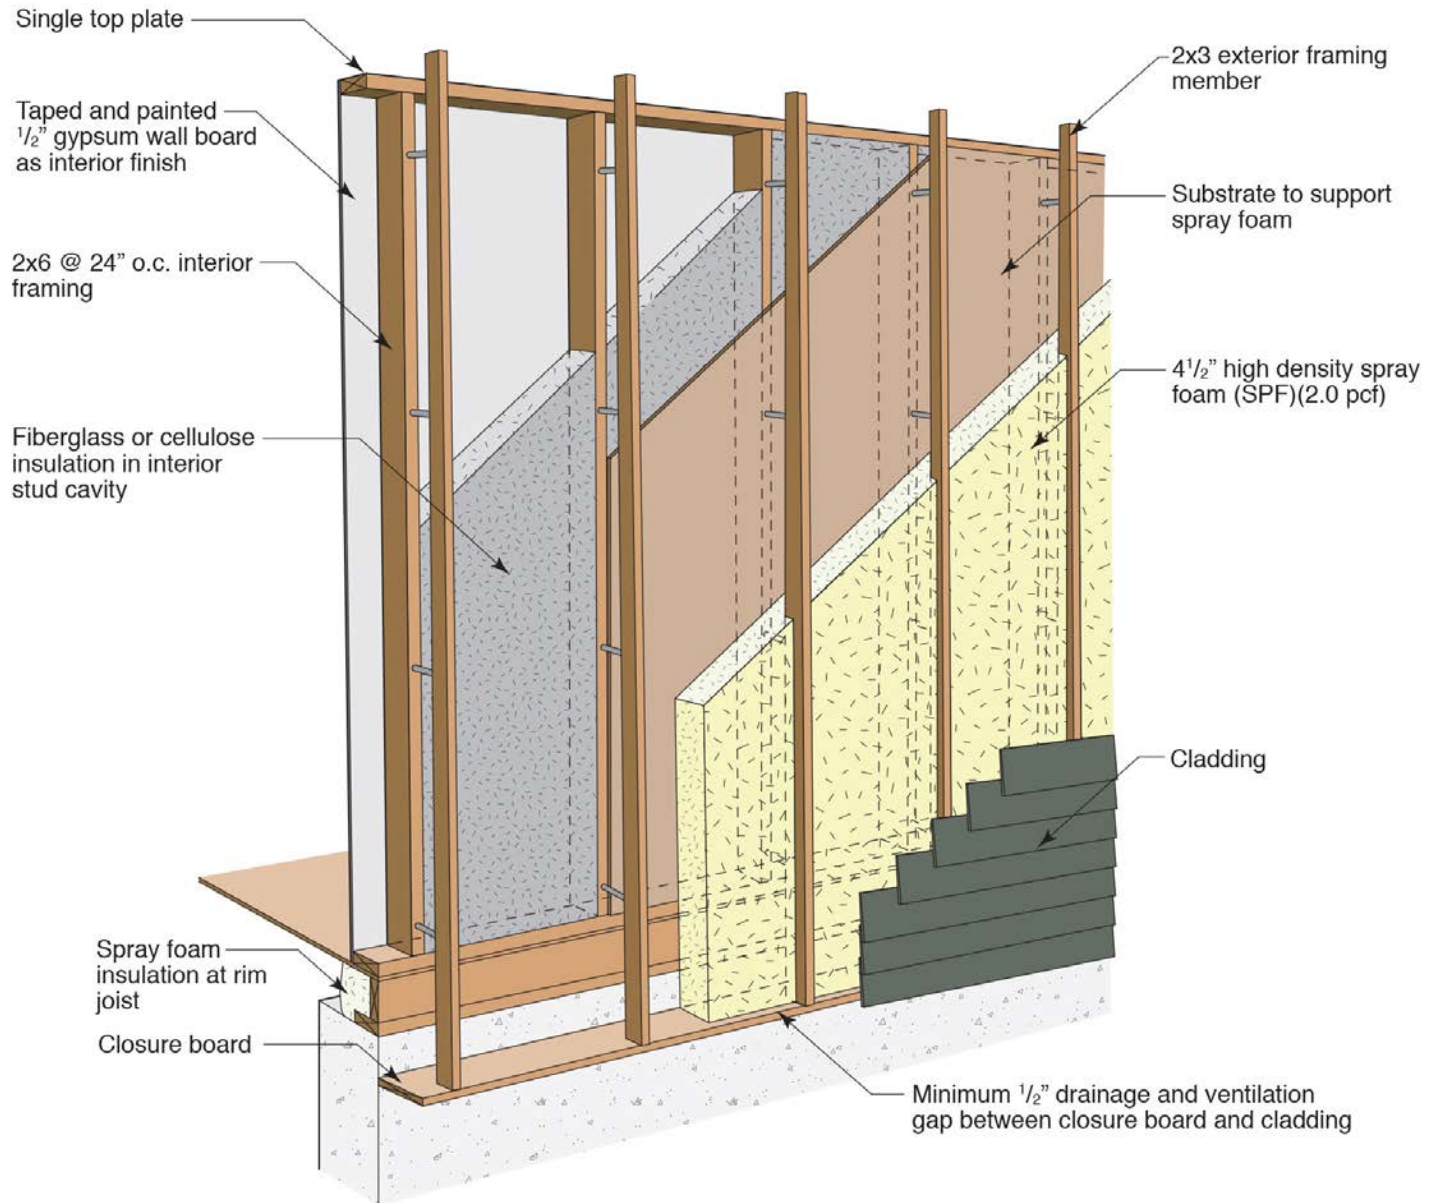 Single top plate
Taped and painted
1/2” gypsum wall board
as interior finish
2x6 @ 24” o.c. interior
framing
Fiberglass or cellulose
insulation in interior
stud cavity
Spray foam
insulation at rim
joist
Closure board
2x3 exterior framing
member
Substrate to support
spray foam
4 1/2” high density spray
foam (SPF)(2.0 pcf)
Cladding
Minimum 1/2” drainage and ventilation
gap between closure board and cladding